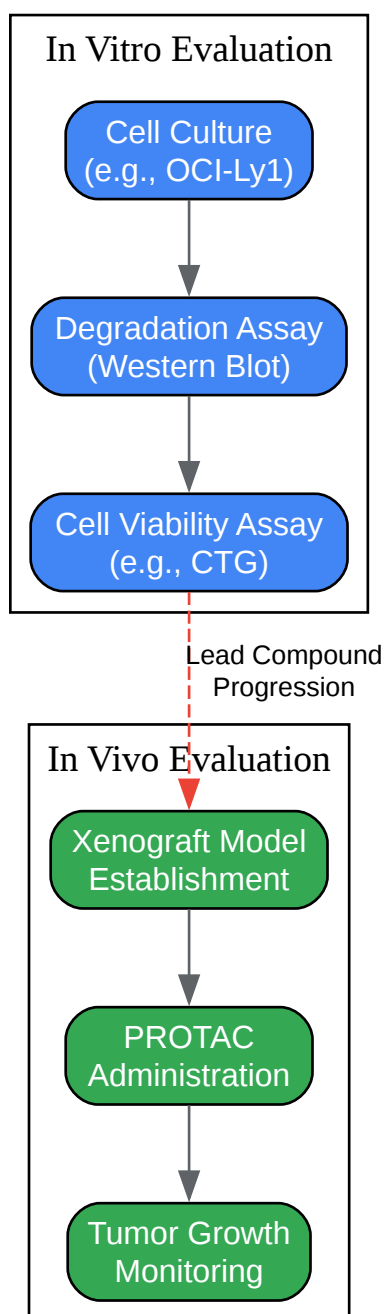 In Vitro Evaluation
Cell Culture
(e.g., OCI-Ly1)
Degradation Assay
(Western Blot)
Cell Viability Assay
(e.g., CTG)
Lead Compound
Progression
In Vivo Evaluation
Xenograft Model
Establishment
PROTAC
Administration
Tumor Growth
Monitoring